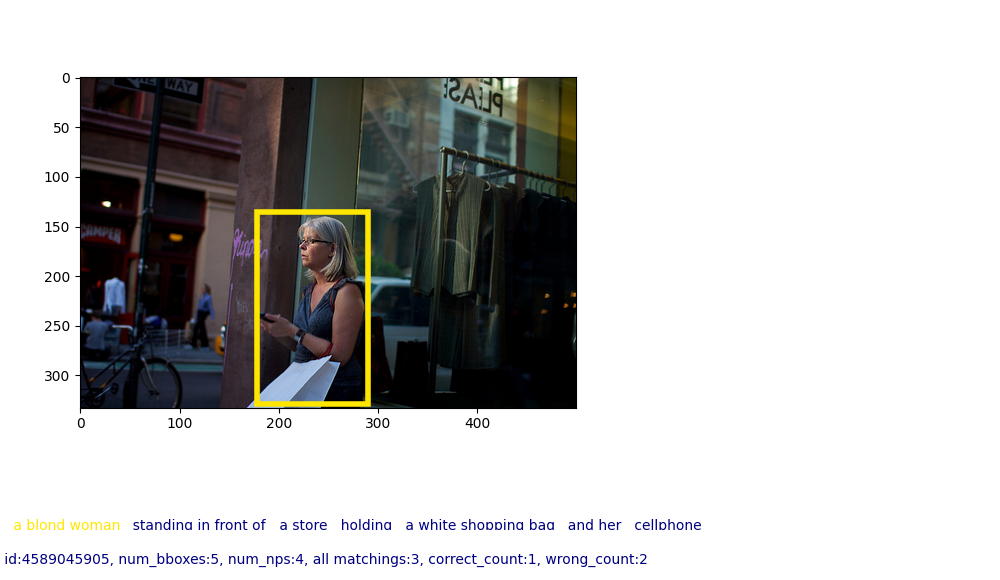 0
WAY
PLEAS
50
100
150
CAMPER
200
250
300
0 100 200 300 400
a blond woman standing in front of a store holding a white shopping bag and her cellphone
id:4589045905, num_bboxes:5, num_nps:4, all matchings:3, correct_count:1, wrong_count:2